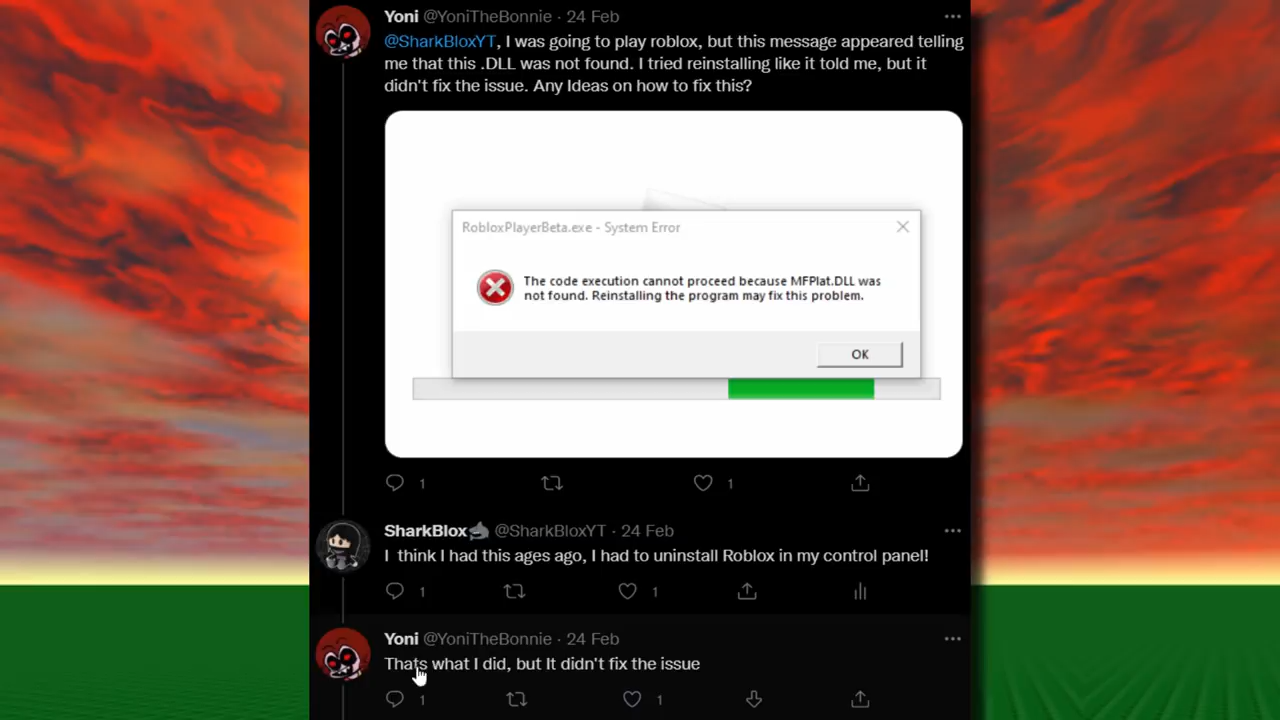 Yoni @YoniTheBonnie · 24 Feb
@SharkBloxYT, I was going to play roblox, but this message appeared telling
me that this .DLL was not found. I tried reinstalling like it told me, but it
didn't fix the issue. Any Ideas on how to fix this?
RobloxPlayerBeta.exe - System Error
The code execution cannot proceed because MFPlat.DLL was
not found. Reinstalling the program may fix this problem.
OK
1 1
SharkBlox @SharkBloxYT · 24 Feb
I think I had this ages ago, I had to uninstall Roblox in my control panel!
1 1
Yoni @YoniTheBonnie · 24 Feb
Thats what I did, but It didn't fix the issue
1 1